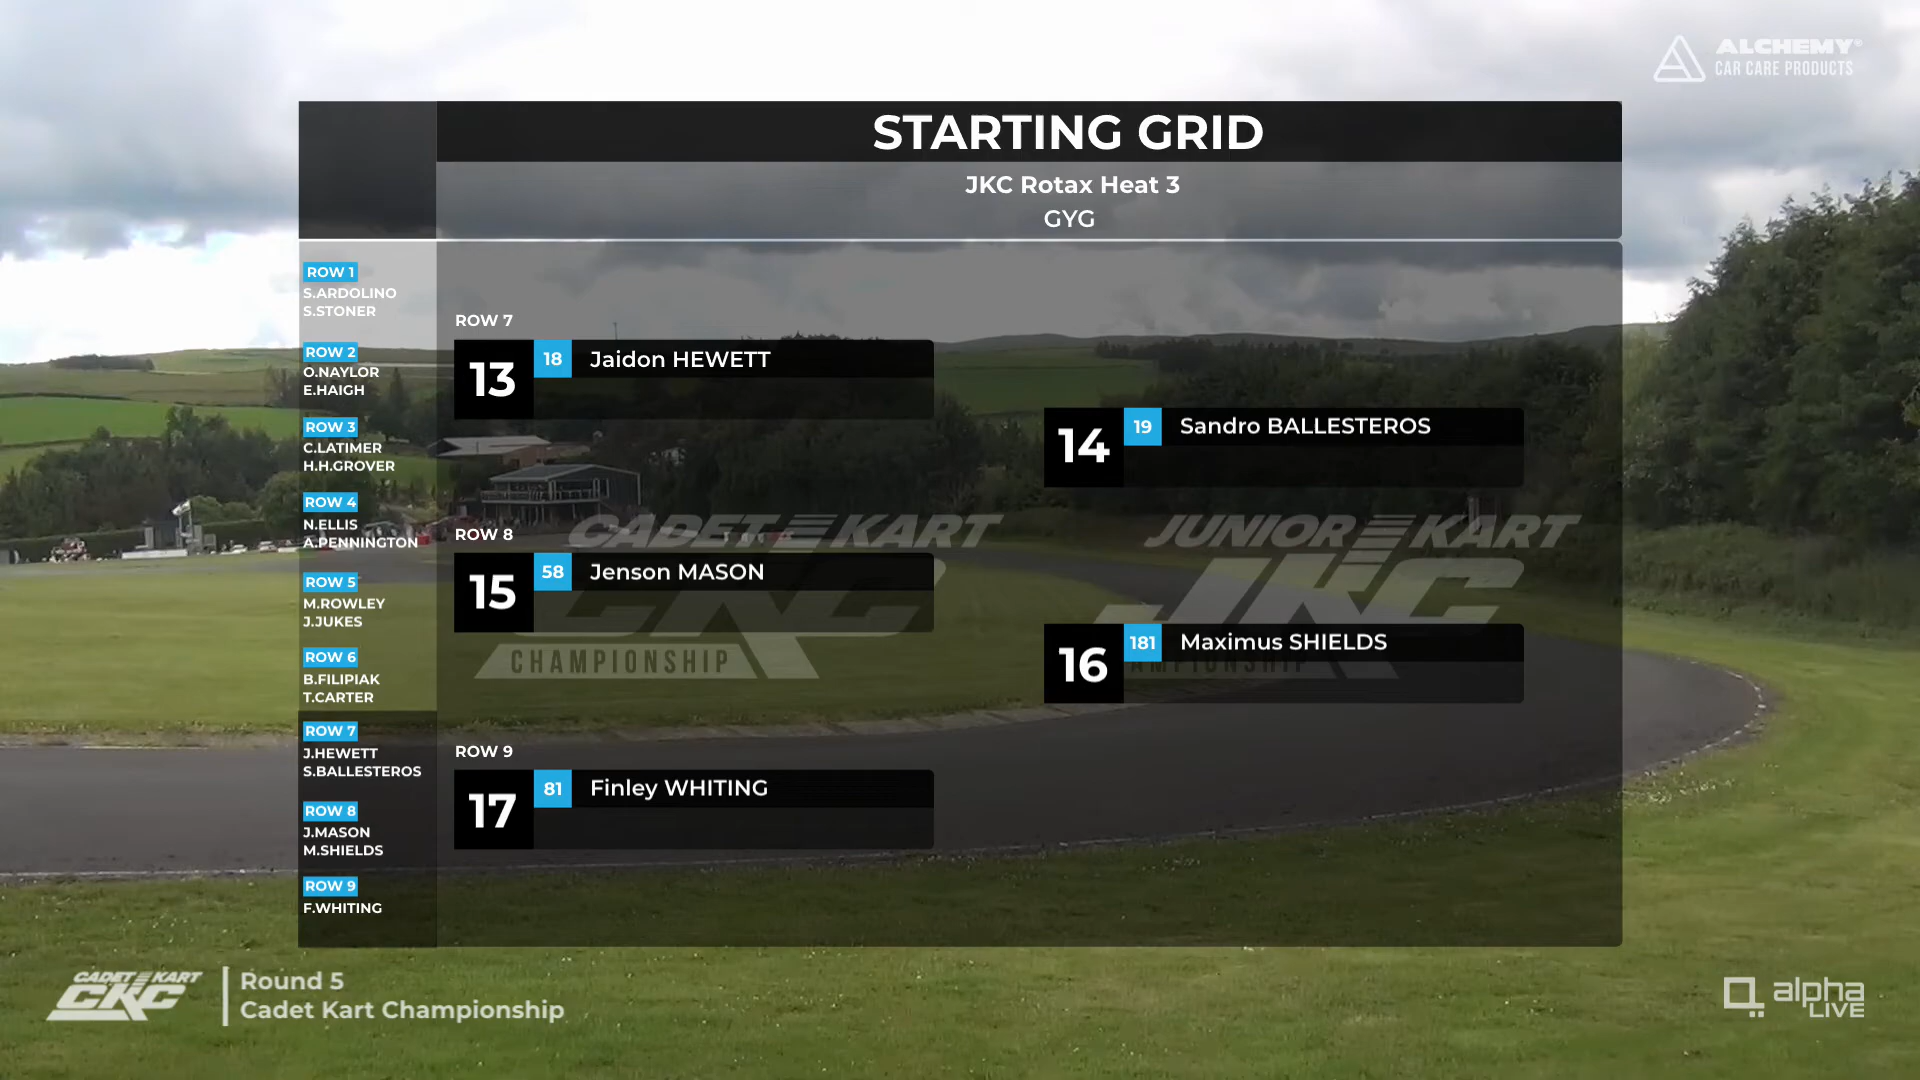 ALCHEMY
CAR CARE PRODUCTS
STARTING GRID
JKC Rotax Heat 3
GYG
ROW 1
S.ARDOLINO
S.STONER
ROW 2
O.NAYLOR
E.HAIGH
ROW 3
C.LATIMER
H.H.GROVER
ROW 4
N.ELLIS
A.PENNINGTON
ROW 5
M.ROWLEY
J.JUKES
ROW 6
B.FILIPIAK
T.CARTER
ROW 7
J.HEWETT
S.BALLESTEROS
ROW 8
J.MASON
M.SHIELDS
ROW 9
F.WHITING
ROW 7
13 18 Jaidon HEWETT
14 19 Sandro BALLESTEROS
ROW 8
15 58 Jenson MASON
16 181 Maximus SHIELDS
ROW 9
17 81 Finley WHITING
CADET KART
CKC
CHAMPIONSHIP
JUNIOR KART
JKC
CADET KART
CKC
Round 5
Cadet Kart Championship
alpha
LIVE